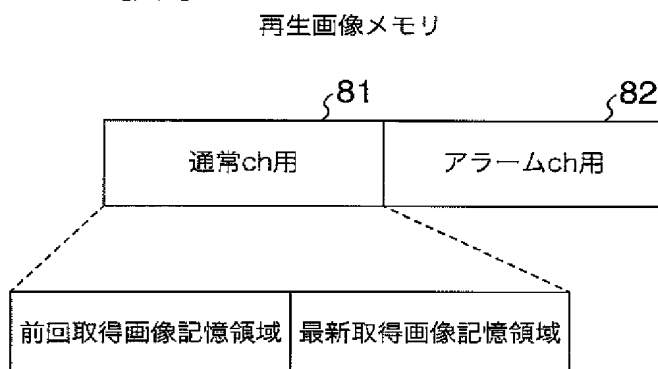 再生画像メモリ
81
82
通常ch用
アラームch用
前回取得画像記憶領域
最新取得画像記憶領域